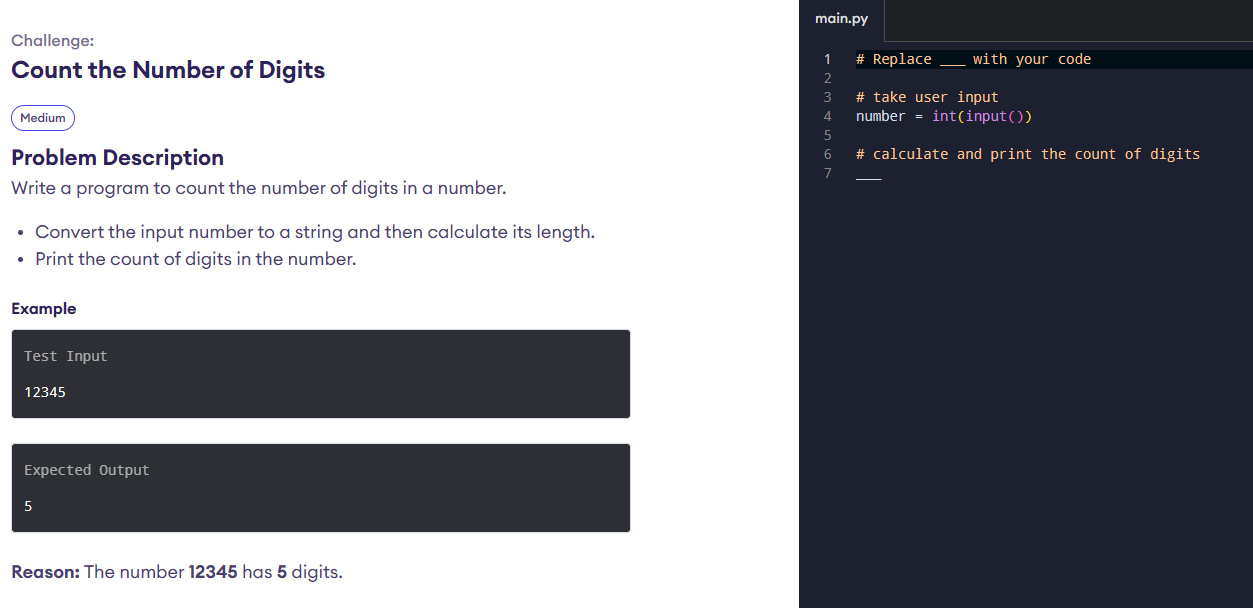 Challenge:
Count the Number of Digits
Medium
Problem Description
Write a program to count the number of digits in a number.
• Convert the input number to a string and then calculate its length.
• Print the count of digits in the number.
Example
Test Input
12345
Expected Output
5
Reason: The number 12345 has 5 digits.
main.py
1 # Replace ___ with your code
2
3 # take user input
4 number = int(input())
5
6 # calculate and print the count of digits
7 ___